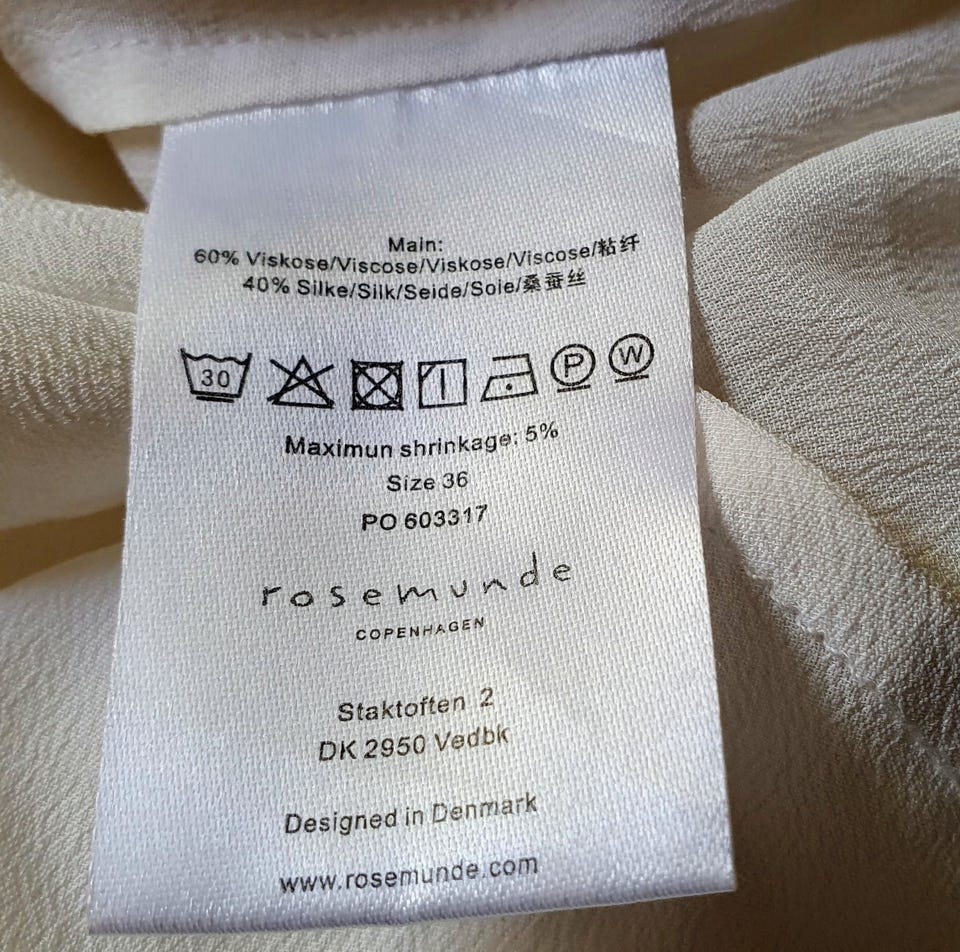 Main:
60% Viskose/Viscose/Viskose/Viscose/粘纤
40% Silke/Silk/Seide/Soie/桑蚕丝
30 P W
Maximun shrinkage: 5%
Size 36
PO 603317
rosemunde
COPENHAGEN
Staktoften 2
DK 2950 Vedbk
Designed in Denmark
www.rosemunde.com